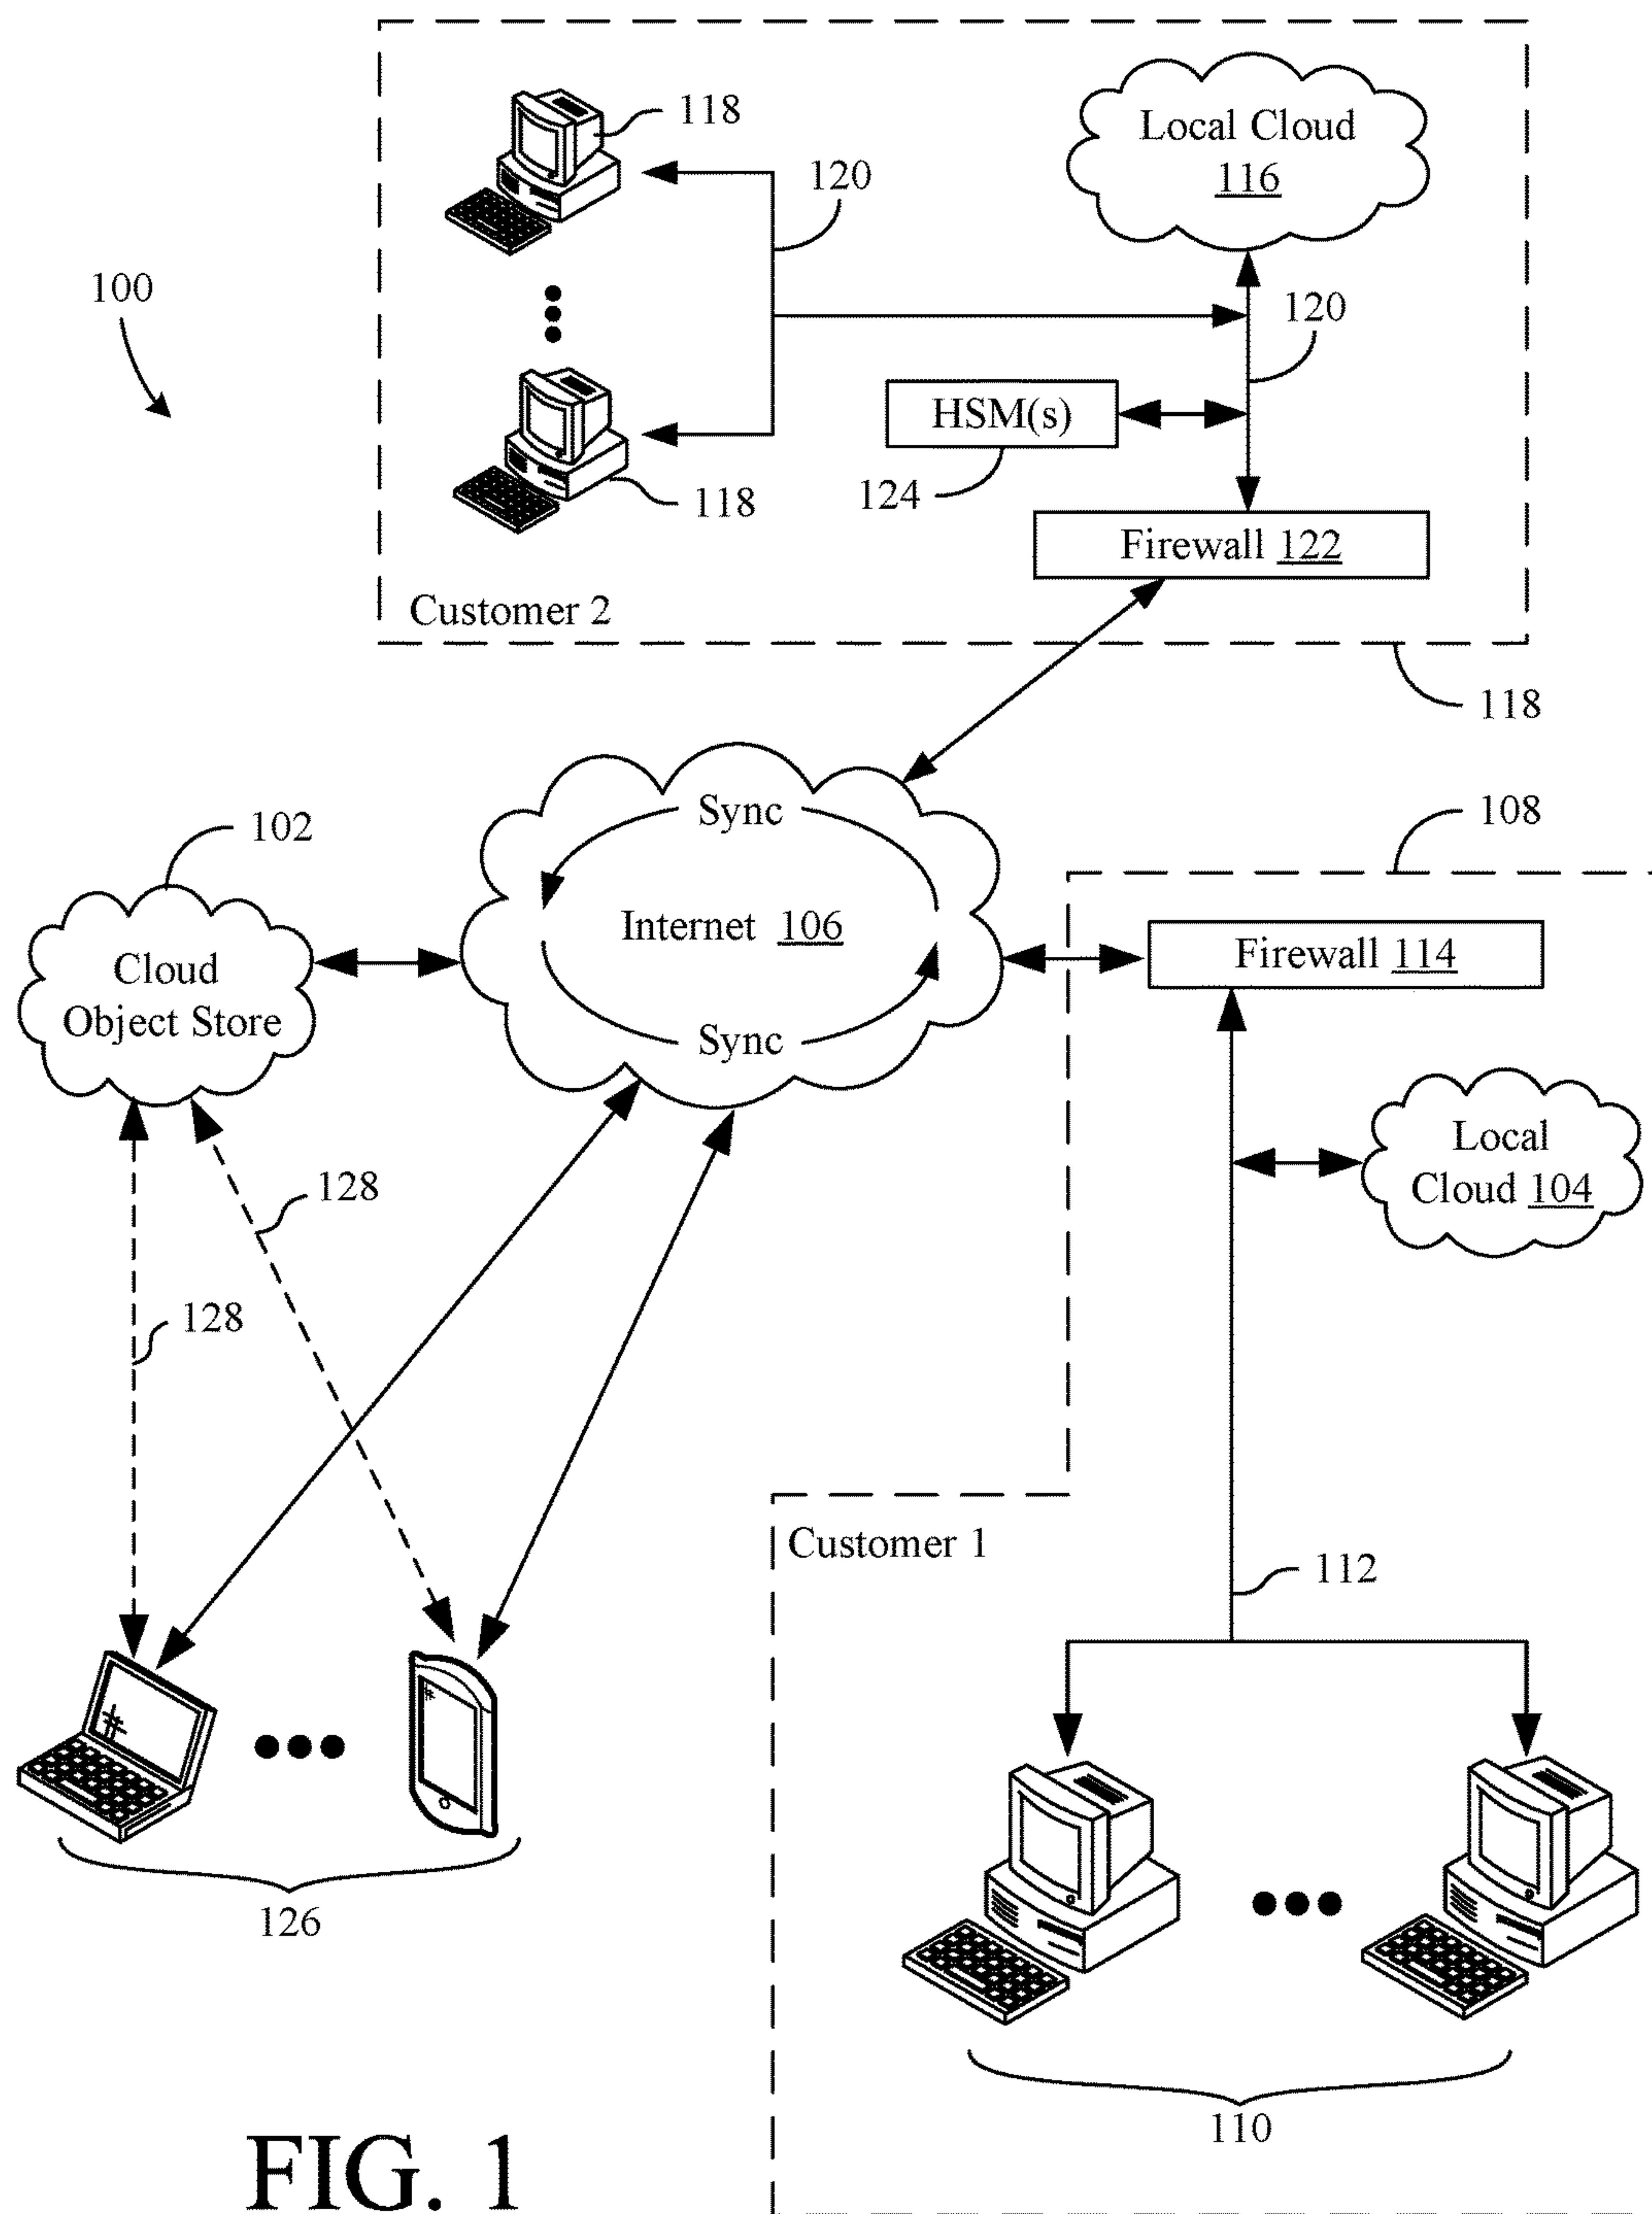 118
Local Cloud
116
120
100
120
HSM(s)
124
118
Firewall 122
Customer 2
118
108
Sync
102
Internet 106
Firewall 114
Cloud
Object Store
Sync
Local
Cloud 104
128
128
Customer 1
112
126
110
FIG. 1